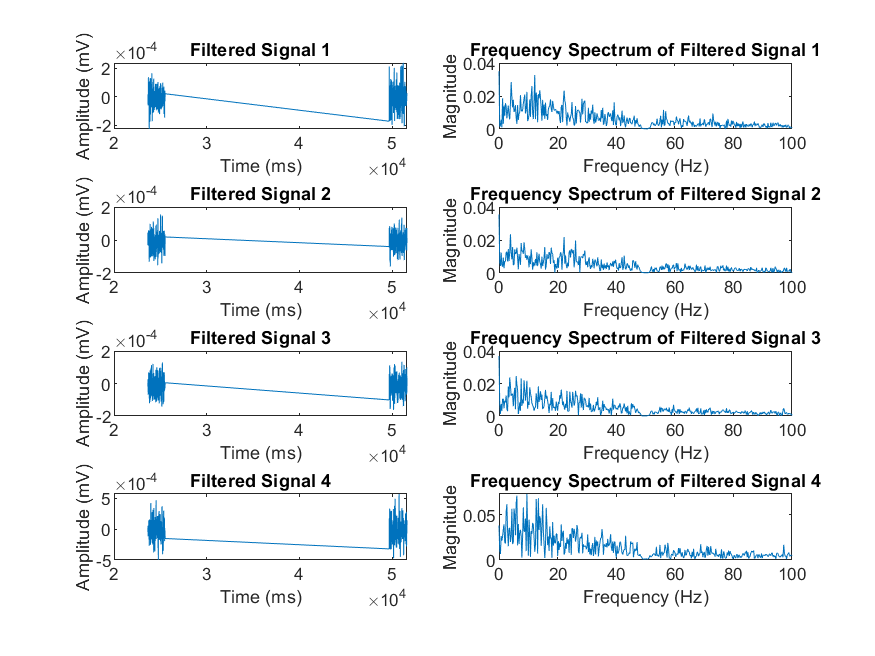 Filtered Signal 1
×10-4
Amplitude (mV)
2
0
-2
2
3
4
5
Time (ms)
×10⁴
Frequency Spectrum of Filtered Signal 1
Magnitude
0.04
0.02
0
0
20
40
60
80
100
Frequency (Hz)
Filtered Signal 2
×10-4
Amplitude (mV)
2
0
-2
2
3
4
5
Time (ms)
×10⁴
Frequency Spectrum of Filtered Signal 2
Magnitude
0.04
0.02
0
0
20
40
60
80
100
Frequency (Hz)
Filtered Signal 3
×10-4
Amplitude (mV)
2
0
-2
2
3
4
5
Time (ms)
×10⁴
Frequency Spectrum of Filtered Signal 3
Magnitude
0.04
0.02
0
0
20
40
60
80
100
Frequency (Hz)
Filtered Signal 4
×10-4
Amplitude (mV)
5
0
-5
2
3
4
5
Time (ms)
×10⁴
Frequency Spectrum of Filtered Signal 4
Magnitude
0.05
0
0
20
40
60
80
100
Frequency (Hz)